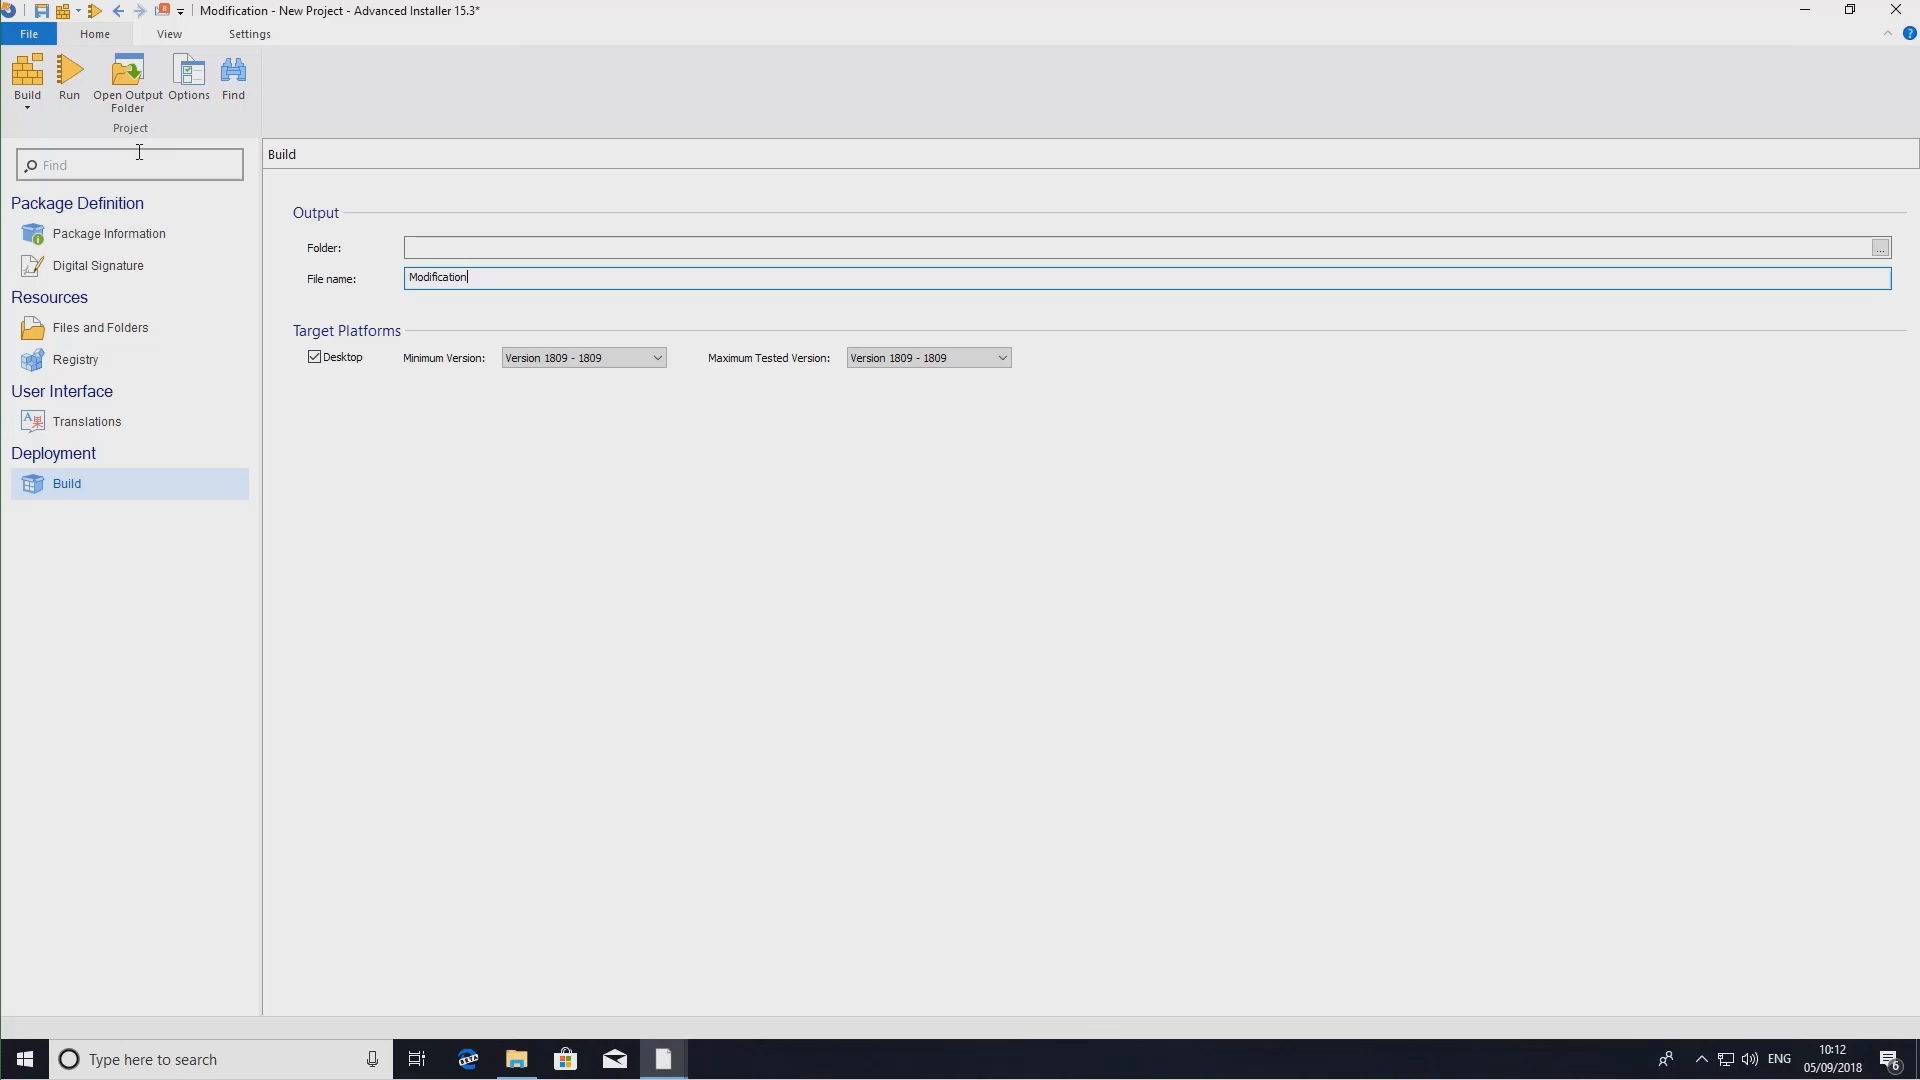 Modification - New Project - Advanced Installer 15.3*
File Home View Settings
Build Run Open Output Folder Options Find
Project
Find
Build
Package Definition
Package Information
Digital Signature
Resources
Files and Folders
Registry
User Interface
Translations
Deployment
Build
Output
Folder: ...
File name: Modification
Target Platforms
Desktop Minimum Version: Version 1809 - 1809 Maximum Tested Version: Version 1809 - 1809
Type here to search
BETA
ENG
10:12
05/09/2018
6